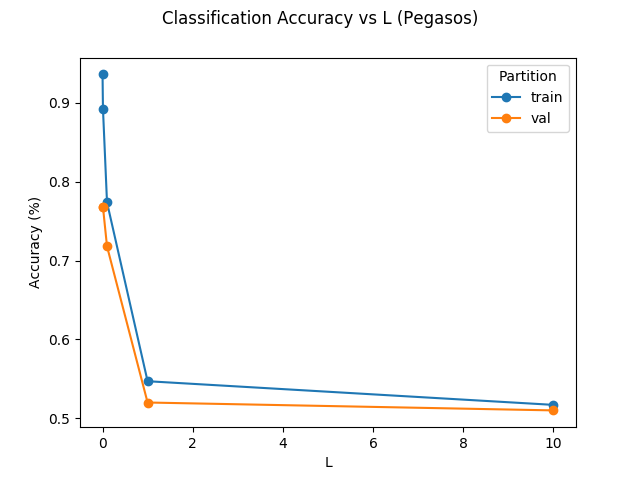 Classification Accuracy vs L (Pegasos)
Partition
train
val
Accuracy (%)
0.9
0.8
0.7
0.6
0.5
0 2 4 6 8 10
L